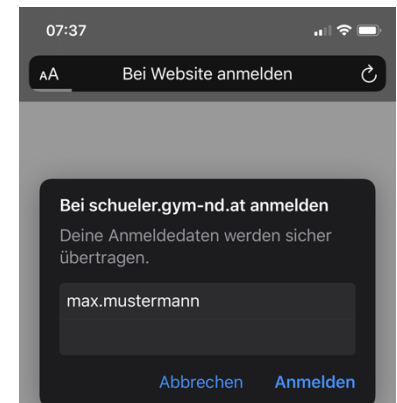 07:37
AA Bei Website anmelden
Bei schueler.gym-nd.at anmelden
Deine Anmeldedaten werden sicher
übertragen.
max.mustermann
Abbrechen Anmelden